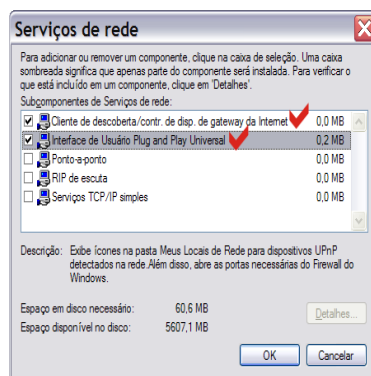 Serviços de rede
Para adicionar ou remover um componente, clique na caixa de seleção. Uma caixa
sombreada significa que apenas parte do componente será instalada. Para verificar o
que está incluído em um componente, clique em 'Detalhes'.
Subcomponentes de Serviços de rede:
Cliente de descoberta/contr. de disp. de gateway da Internet 0,0 MB
Interface de Usuário Plug and Play Universal 0,2 MB
Ponto-a-ponto 0,0 MB
RIP de escuta 0,0 MB
Serviços TCP/IP simples 0,0 MB
Descrição: Exibe ícones na pasta Meus Locais de Rede para dispositivos UPnP
detectados na rede.Além disso, abre as portas necessárias do Firewall do
Windows.
Espaço em disco necessário: 60,6 MB
Detalhes...
Espaço disponível no disco: 5607,1 MB
OK Cancelar